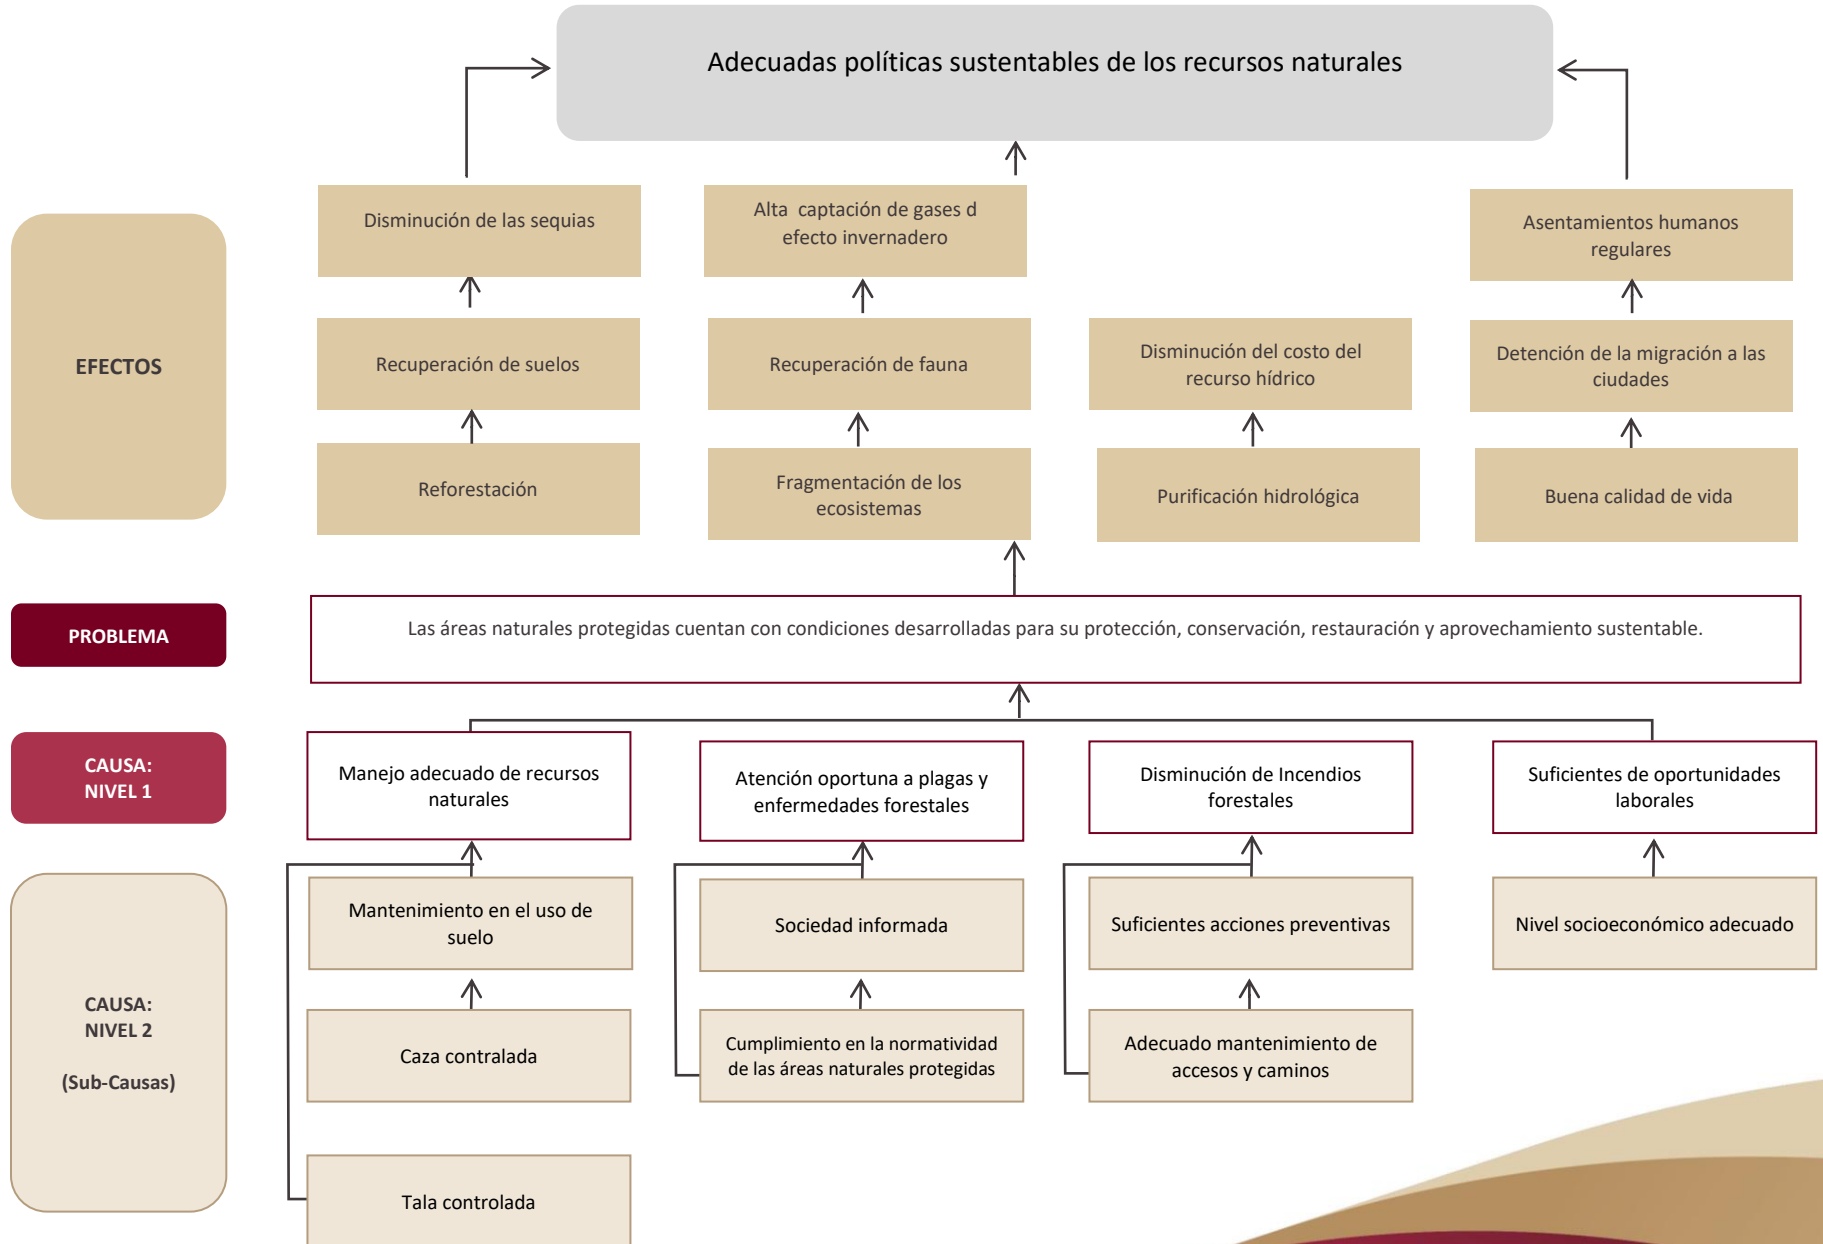 Adecuadas políticas sustentables de los recursos naturales
EFECTOS
Disminución de las sequias
Alta captación de gases d
efecto invernadero
Asentamientos humanos
regulares
Recuperación de suelos
Recuperación de fauna
Disminución del costo del
recurso hídrico
Detención de la migración a las
ciudades
Reforestación
Fragmentación de los
ecosistemas
Purificación hidrológica
Buena calidad de vida
PROBLEMA
Las áreas naturales protegidas cuentan con condiciones desarrolladas para su protección, conservación, restauración y aprovechamiento sustentable.
CAUSA:
NIVEL 1
Manejo adecuado de recursos
naturales
Atención oportuna a plagas y
enfermedades forestales
Disminución de Incendios
forestales
Suficientes de oportunidades
laborales
CAUSA:
NIVEL 2
(Sub-Causas)
Mantenimiento en el uso de
suelo
Sociedad informada
Suficientes acciones preventivas
Nivel socioeconómico adecuado
Caza contralada
Cumplimiento en la normatividad
de las áreas naturales protegidas
Adecuado mantenimiento de
accesos y caminos
Tala controlada